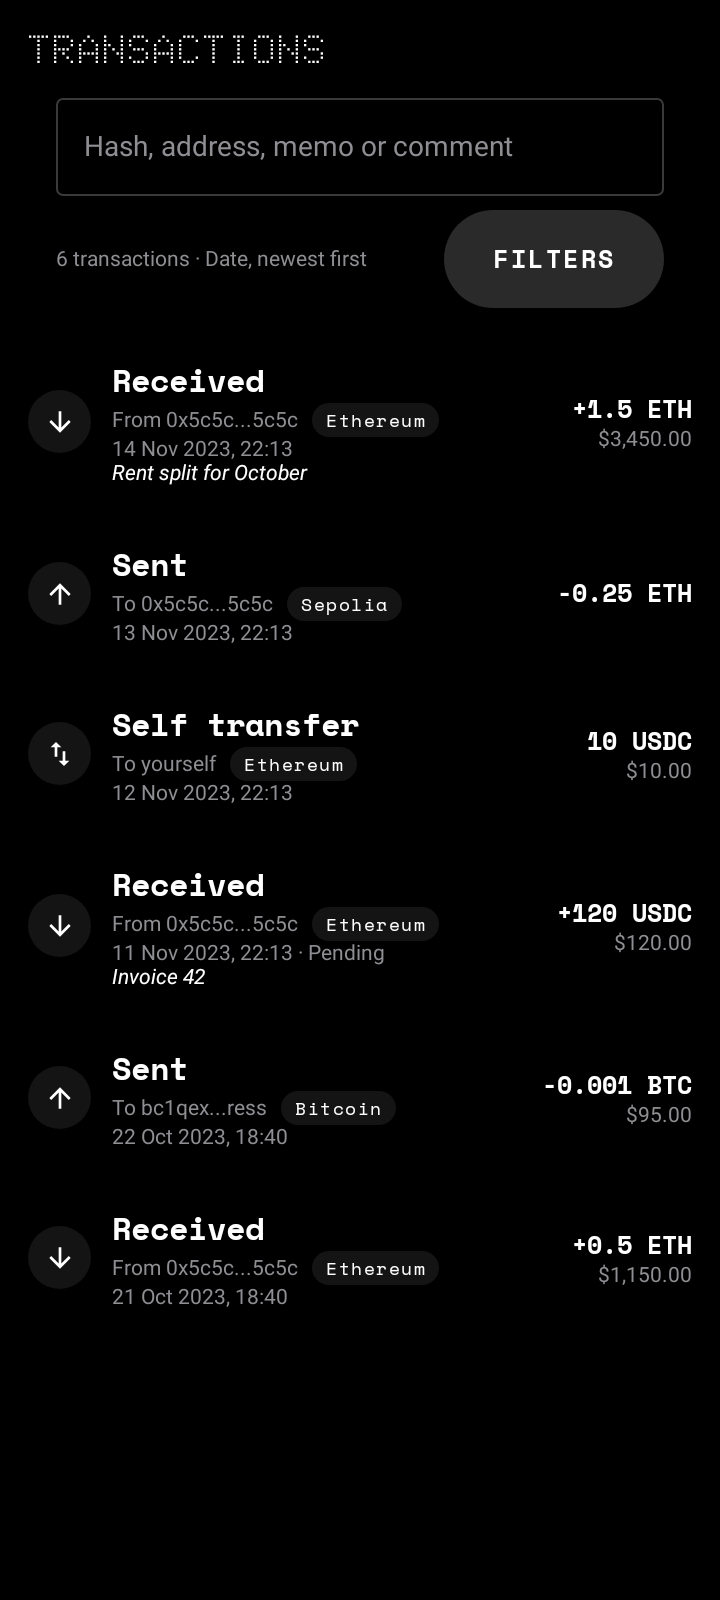 TRANSACTIONS
Hash, address, memo or comment
6 transactions · Date, newest first
FILTERS
Received
From 0x5c5c...5c5c Ethereum
14 Nov 2023, 22:13
Rent split for October
+1.5 ETH
$3,450.00
Sent
To 0x5c5c...5c5c Sepolia
13 Nov 2023, 22:13
-0.25 ETH
Self transfer
To yourself Ethereum
12 Nov 2023, 22:13
10 USDC
$10.00
Received
From 0x5c5c...5c5c Ethereum
11 Nov 2023, 22:13 · Pending
Invoice 42
+120 USDC
$120.00
Sent
To bc1qex...ress Bitcoin
22 Oct 2023, 18:40
-0.001 BTC
$95.00
Received
From 0x5c5c...5c5c Ethereum
21 Oct 2023, 18:40
+0.5 ETH
$1,150.00